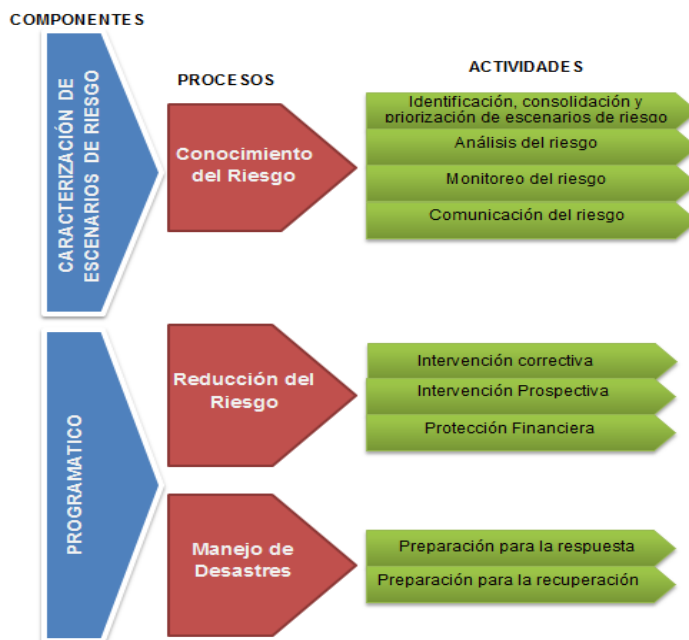 COMPONENTES
PROCESOS
ACTIVIDADES
CARACTERIZACIÓN DE
ESCENARIOS DE RIESGO
Conocimiento
del Riesgo
Identificación, consolidación y
priorización de escenarios de riesgo
Análisis del riesgo
Monitoreo del riesgo
Comunicación del riesgo
PROGRAMATICO
Reducción del
Riesgo
Intervención correctiva
Intervención Prospectiva
Protección Financiera
Manejo de
Desastres
Preparación para la respuesta
Preparación para la recuperación